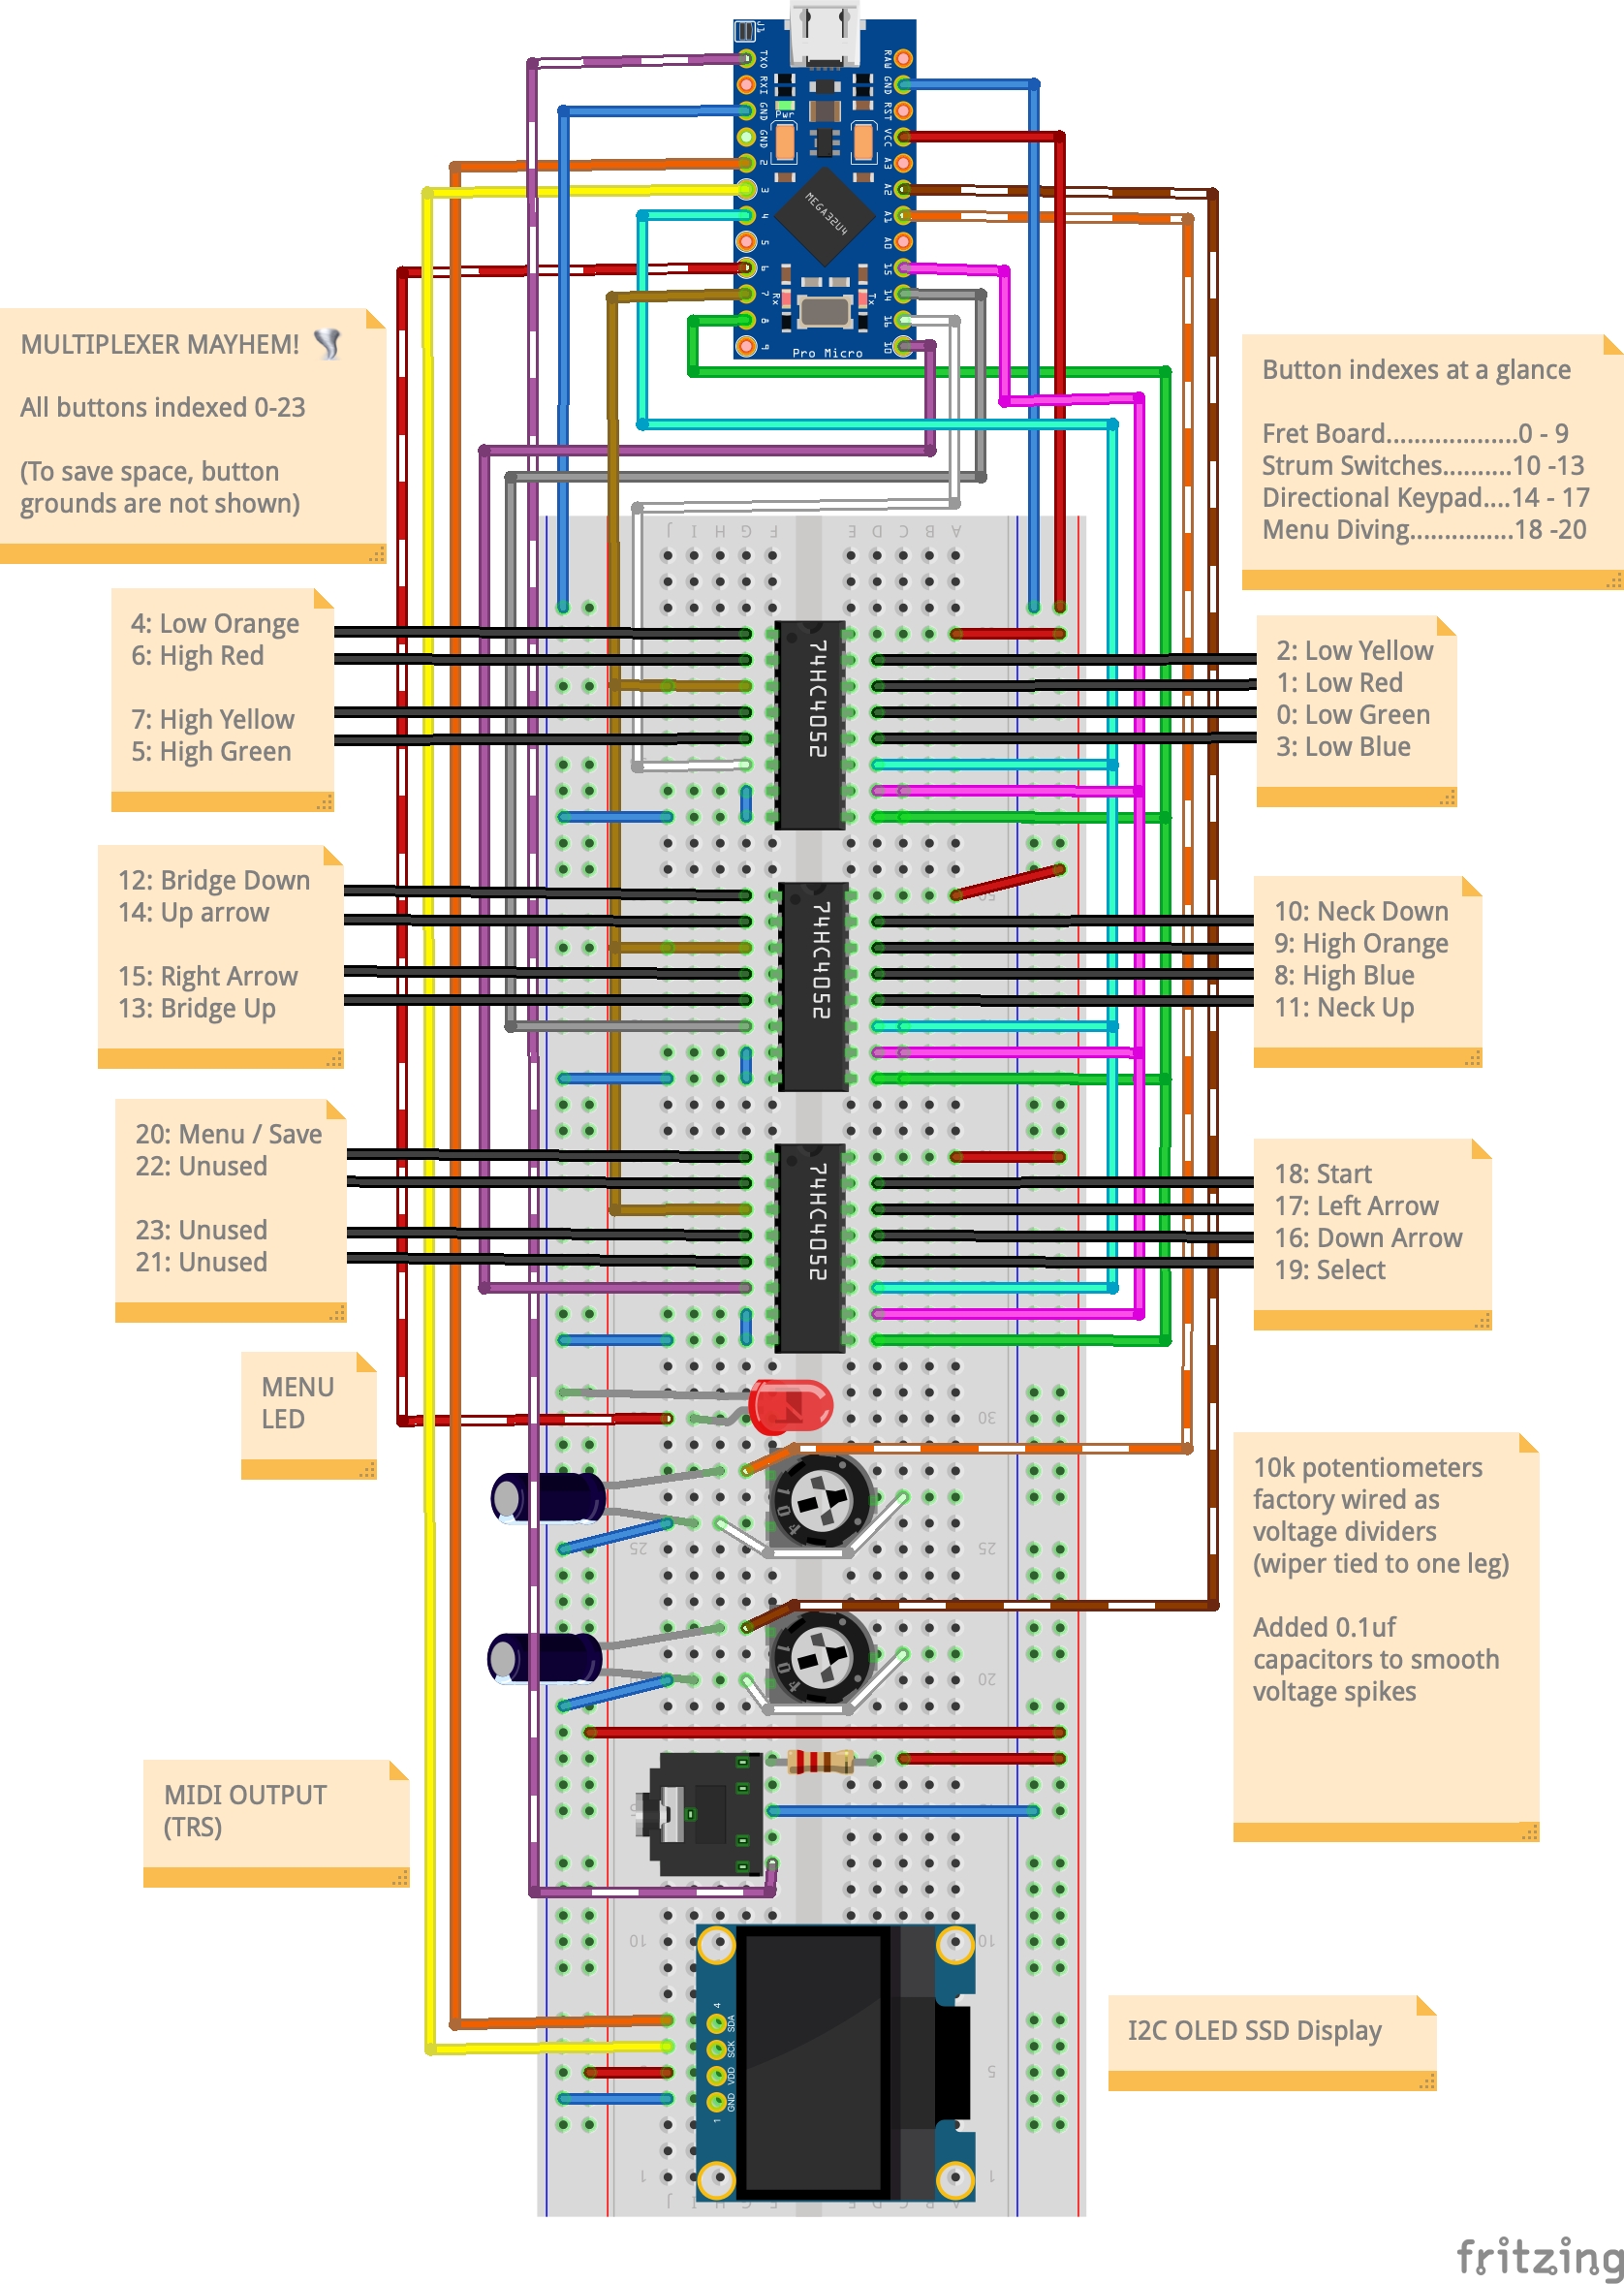 J1
TXO
RXI
GND
GND
2
3
4
5
6
7
8
9
RAW
GND
RST
VCC
A3
A2
A1
A0
15
14
16
10
Pwr
MEGA32U4
Rx
Tx
Pro Micro
MULTIPLEXER MAYHEM!
All buttons indexed 0-23
(To save space, button
grounds are not shown)
Button indexes at a glance
Fret Board...................0 - 9
Strum Switches..........10 -13
Directional Keypad....14 - 17
Menu Diving...............18 -20
J I H G F E D C B A
4: Low Orange
6: High Red
7: High Yellow
5: High Green
74HC4052
2: Low Yellow
1: Low Red
0: Low Green
3: Low Blue
12: Bridge Down
14: Up arrow
15: Right Arrow
13: Bridge Up
74HC4052
50
10: Neck Down
9: High Orange
8: High Blue
11: Neck Up
20: Menu / Save
22: Unused
23: Unused
21: Unused
74HC4052
18: Start
17: Left Arrow
16: Down Arrow
19: Select
MENU
LED
30
104
25
25
10k potentiometers
factory wired as
voltage dividers
(wiper tied to one leg)
Added 0.1uf
capacitors to smooth
voltage spikes
104
20
MIDI OUTPUT
(TRS)
10
10
4
SDA
SCK
VDD
GND
1
5
I2C OLED SSD Display
1
1
J I H G F E D C B A
fritzing